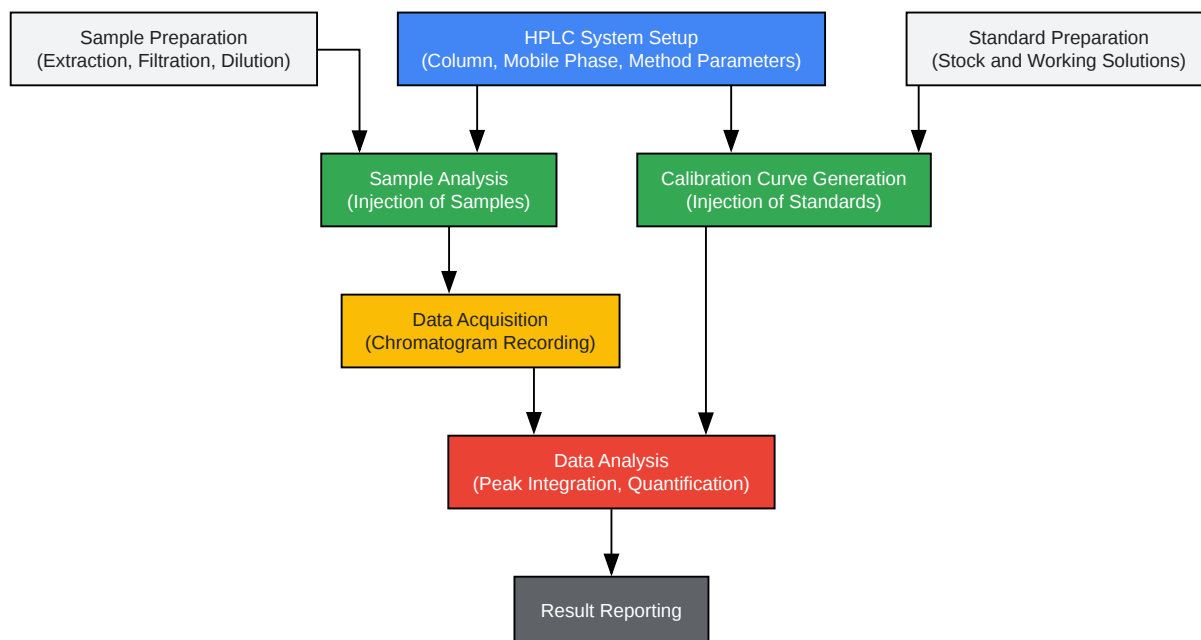 Sample Preparation
(Extraction, Filtration, Dilution)
HPLC System Setup
(Column, Mobile Phase, Method Parameters)
Standard Preparation
(Stock and Working Solutions)
Sample Analysis
(Injection of Samples)
Calibration Curve Generation
(Injection of Standards)
Data Acquisition
(Chromatogram Recording)
Data Analysis
(Peak Integration, Quantification)
Result Reporting